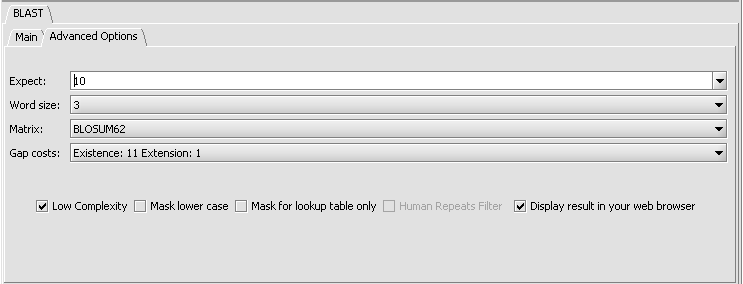 BLAST
Main Advanced Options
Expect: 10
Word size: 3
Matrix: BLOSUM62
Gap costs: Existence: 11 Extension: 1
Low Complexity Mask lower case Mask for lookup table only Human Repeats Filter Display result in your web browser